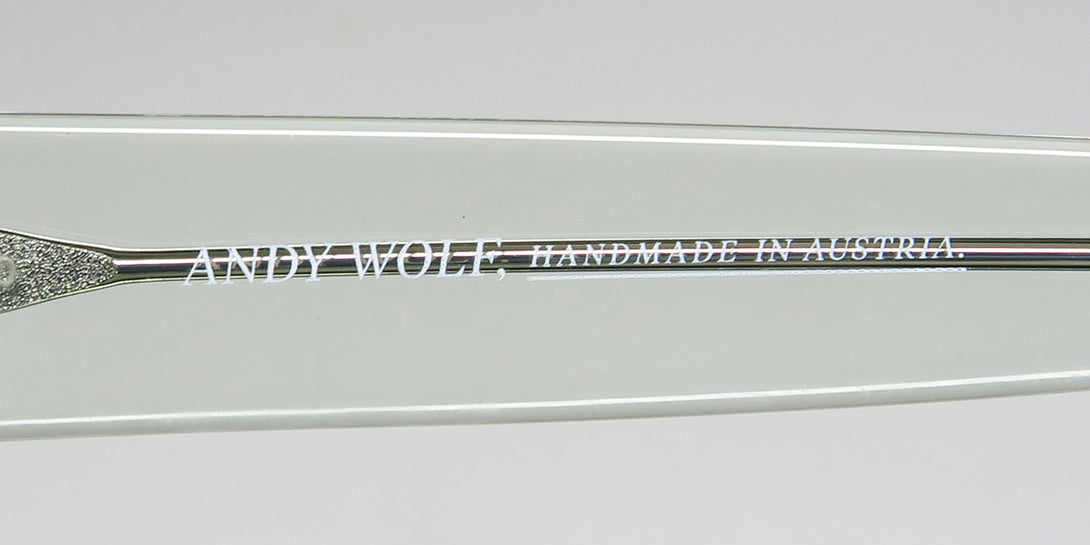 ANDY WOLF, HANDMADE IN AUSTRIA.